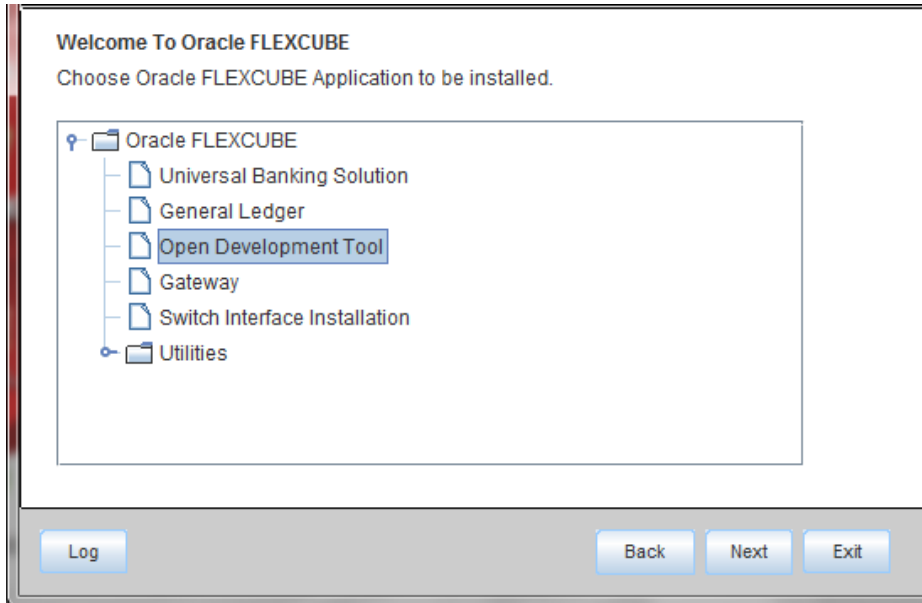 Welcome To Oracle FLEXCUBE
Choose Oracle FLEXCUBE Application to be installed.
Oracle FLEXCUBE
Universal Banking Solution
General Ledger
Open Development Tool
Gateway
Switch Interface Installation
Utilities
Log Back Next Exit